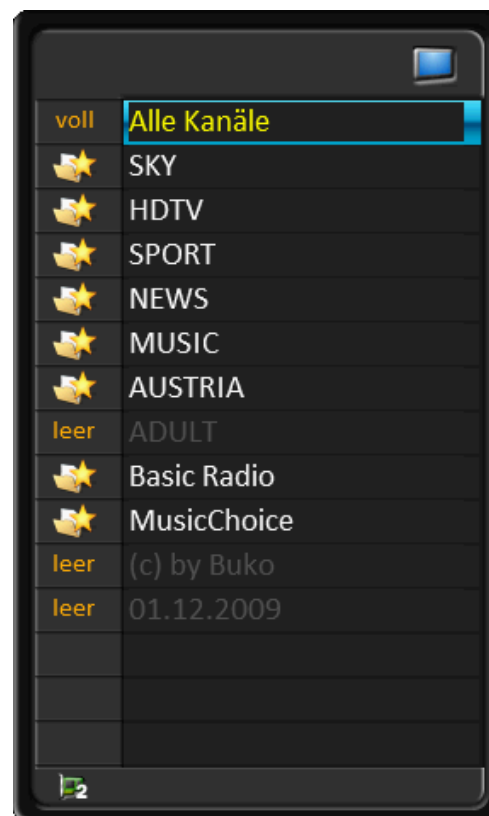 voll Alle Kanäle
SKY
HDTV
SPORT
NEWS
MUSIC
AUSTRIA
leer ADULT
Basic Radio
MusicChoice
leer (c) by Buko
leer 01.12.2009
2